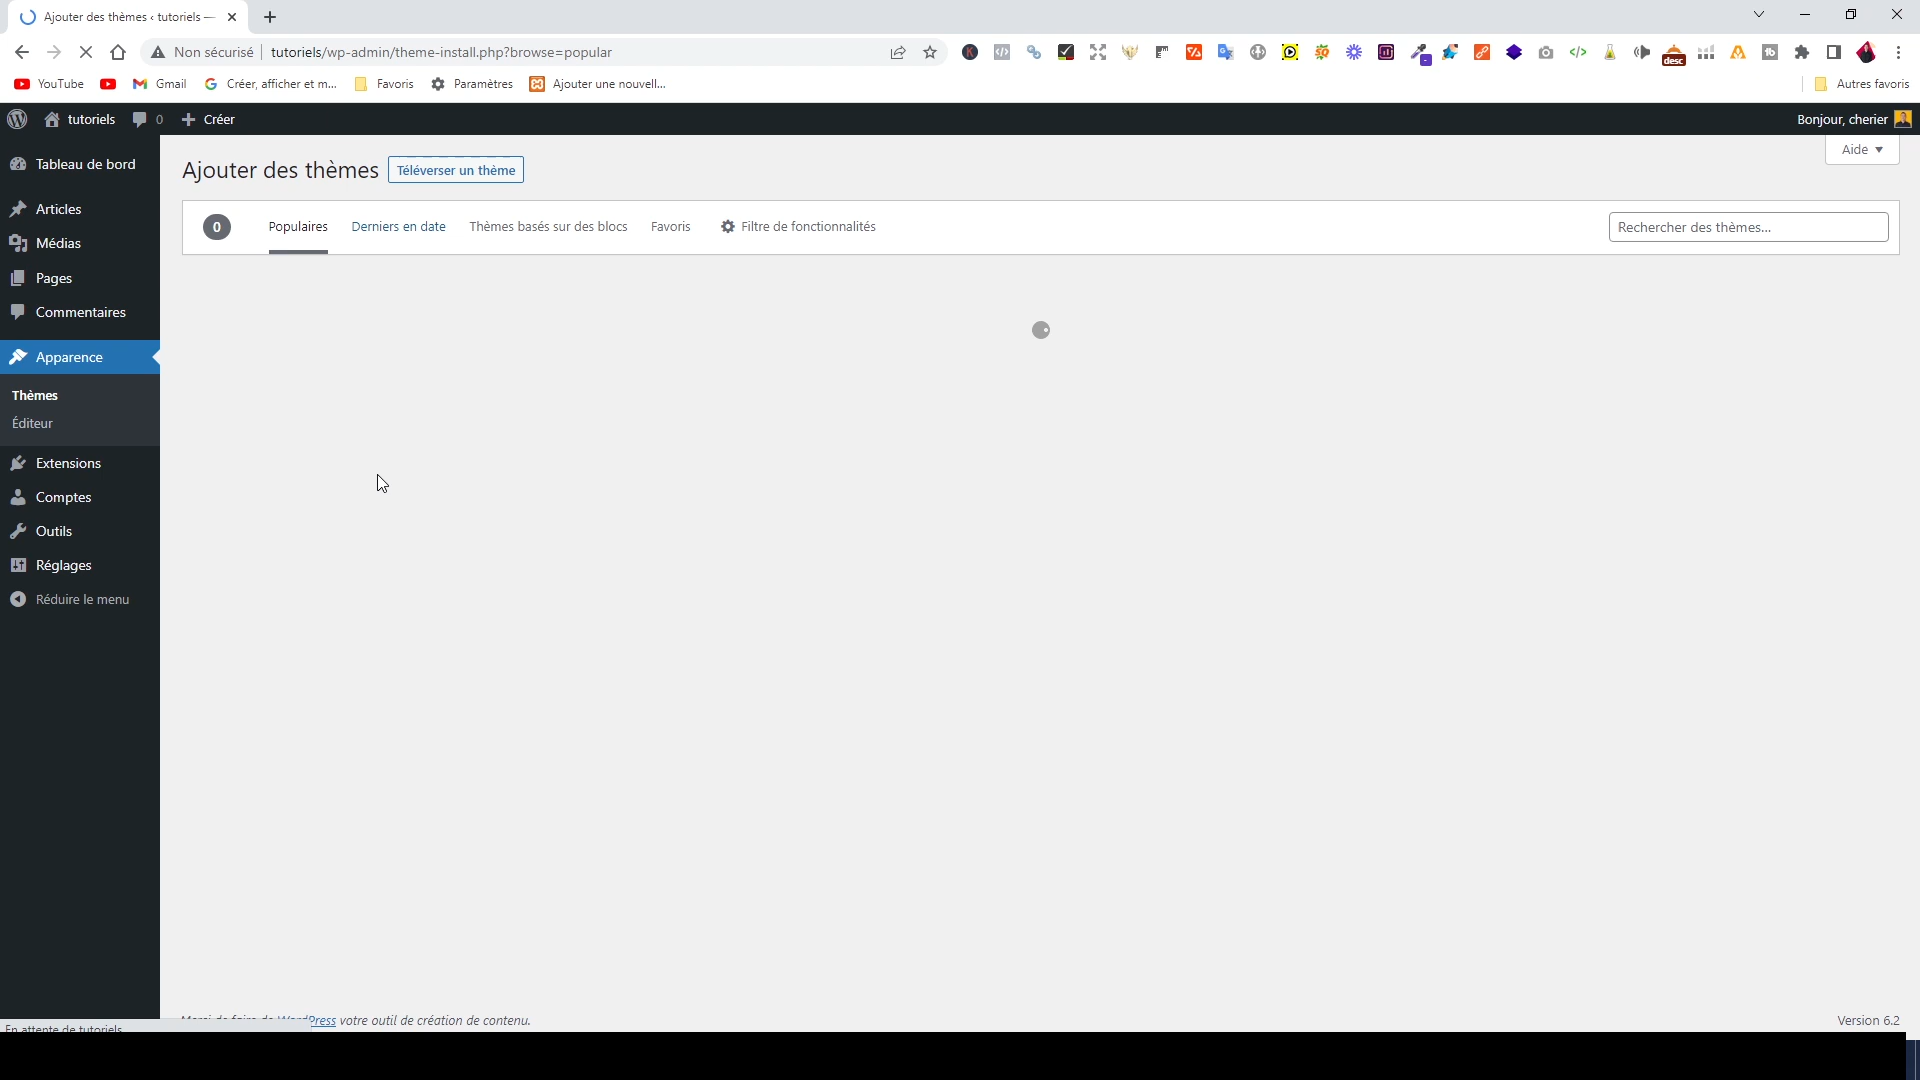 Ajouter des thèmes ‹ tutoriels —
Non sécurisé
tutoriels/wp-admin/theme-install.php?browse=popular
desc
YouTube
Gmail
Créer, afficher et m...
Favoris
Paramètres
Ajouter une nouvell...
Autres favoris
tutoriels
0
Créer
Bonjour, cherier
Aide
Tableau de bord
Articles
Médias
Pages
Commentaires
Apparence
Thèmes
Éditeur
Extensions
Comptes
Outils
Réglages
Réduire le menu
Ajouter des thèmes
Téléverser un thème
0
Populaires
Derniers en date
Thèmes basés sur des blocs
Favoris
Filtre de fonctionnalités
Rechercher des thèmes...
Merci de faire de WordPress votre outil de création de contenu.
Version 6.2
En attente de tutoriels